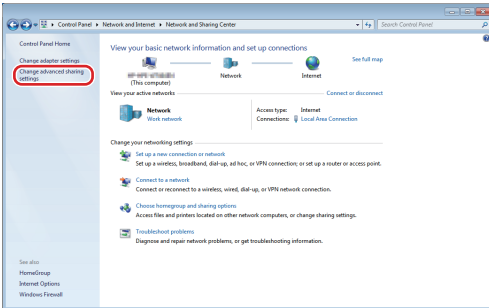 Control Panel ▸ Network and Internet ▸ Network and Sharing Center
Search Control Panel
Control Panel Home
Change adapter settings
Change advanced sharing
settings
View your basic network information and set up connections
See full map
(This computer)
Network
Internet
View your active networks
Connect or disconnect
Network
Work network
Access type: Internet
Connections: Local Area Connection
Change your networking settings
Set up a new connection or network
Set up a wireless, broadband, dial-up, ad hoc, or VPN connection; or set up a router or access point.
Connect to a network
Connect or reconnect to a wireless, wired, dial-up, or VPN network connection.
Choose homegroup and sharing options
Access files and printers located on other network computers, or change sharing settings.
Troubleshoot problems
Diagnose and repair network problems, or get troubleshooting information.
See also
HomeGroup
Internet Options
Windows Firewall